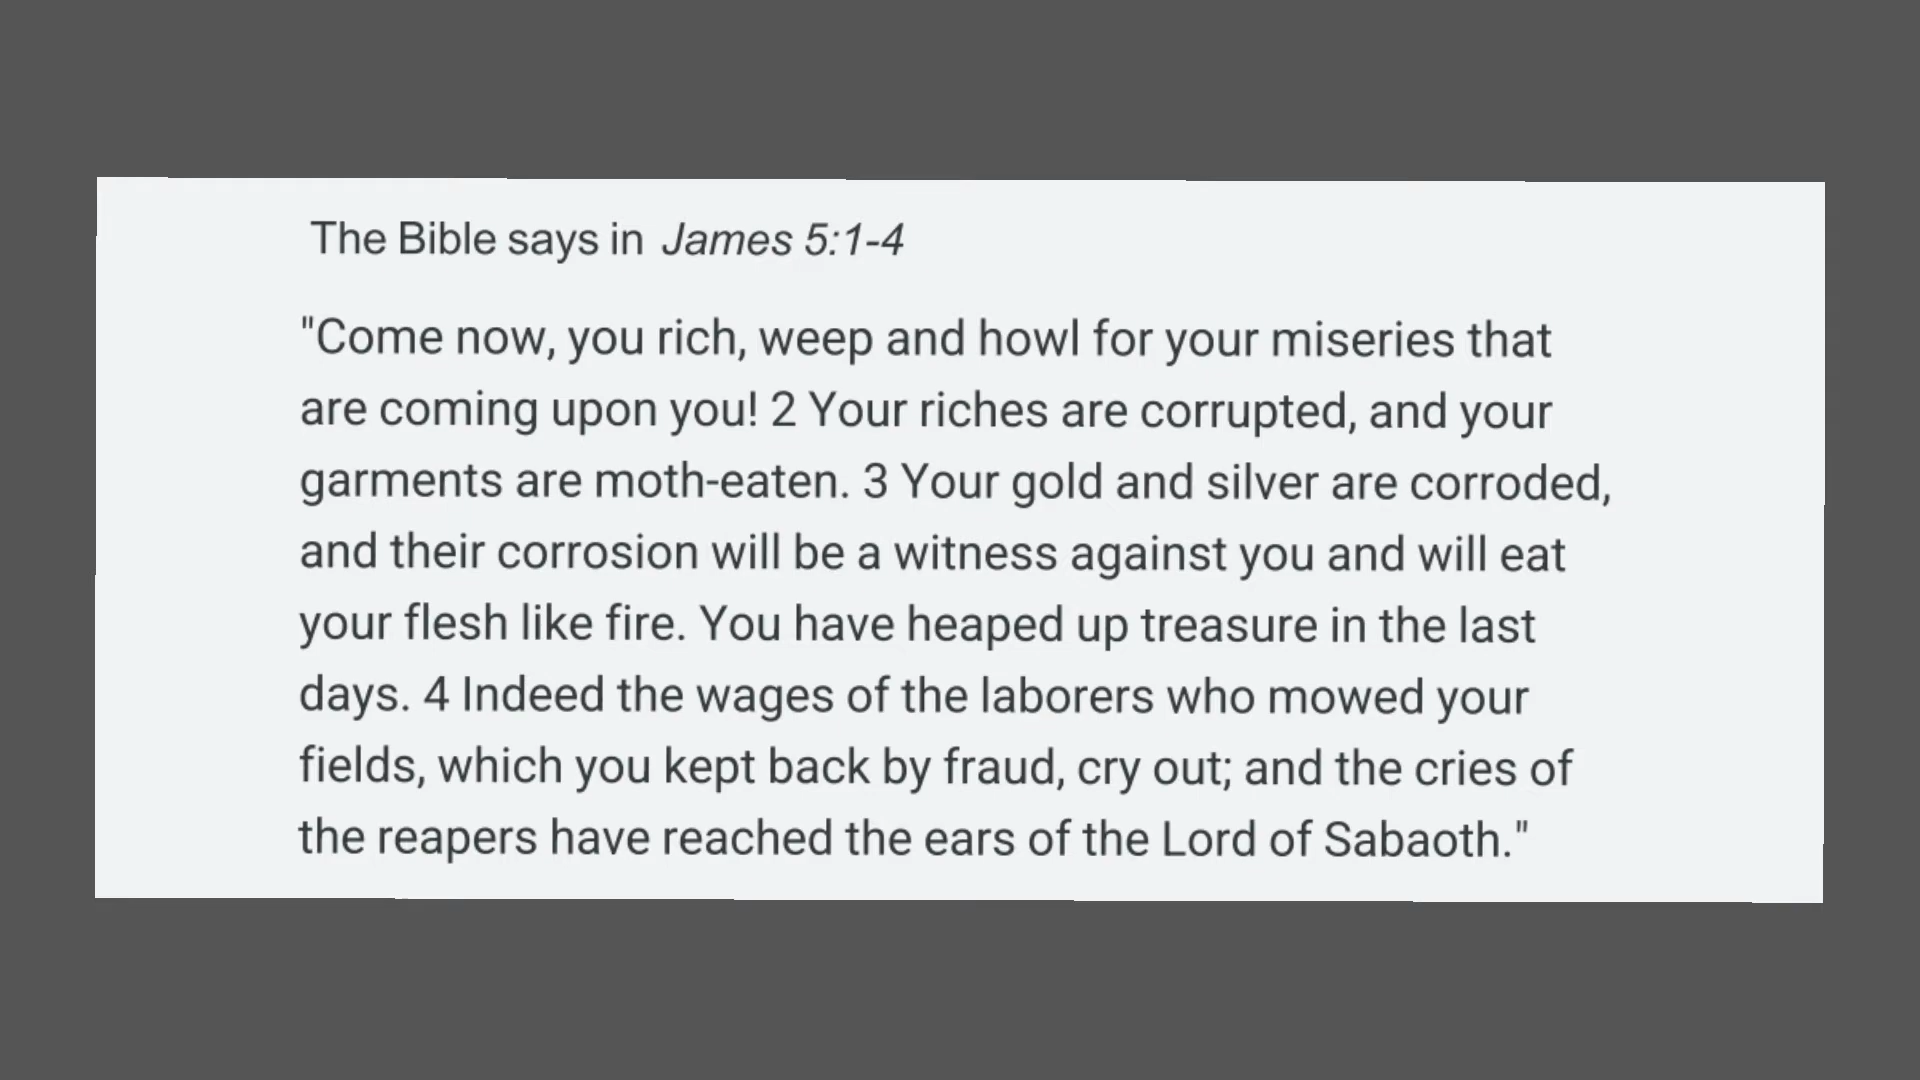 The Bible says in James 5:1-4
"Come now, you rich, weep and howl for your miseries that
are coming upon you! 2 Your riches are corrupted, and your
garments are moth-eaten. 3 Your gold and silver are corroded,
and their corrosion will be a witness against you and will eat
your flesh like fire. You have heaped up treasure in the last
days. 4 Indeed the wages of the laborers who mowed your
fields, which you kept back by fraud, cry out; and the cries of
the reapers have reached the ears of the Lord of Sabaoth."